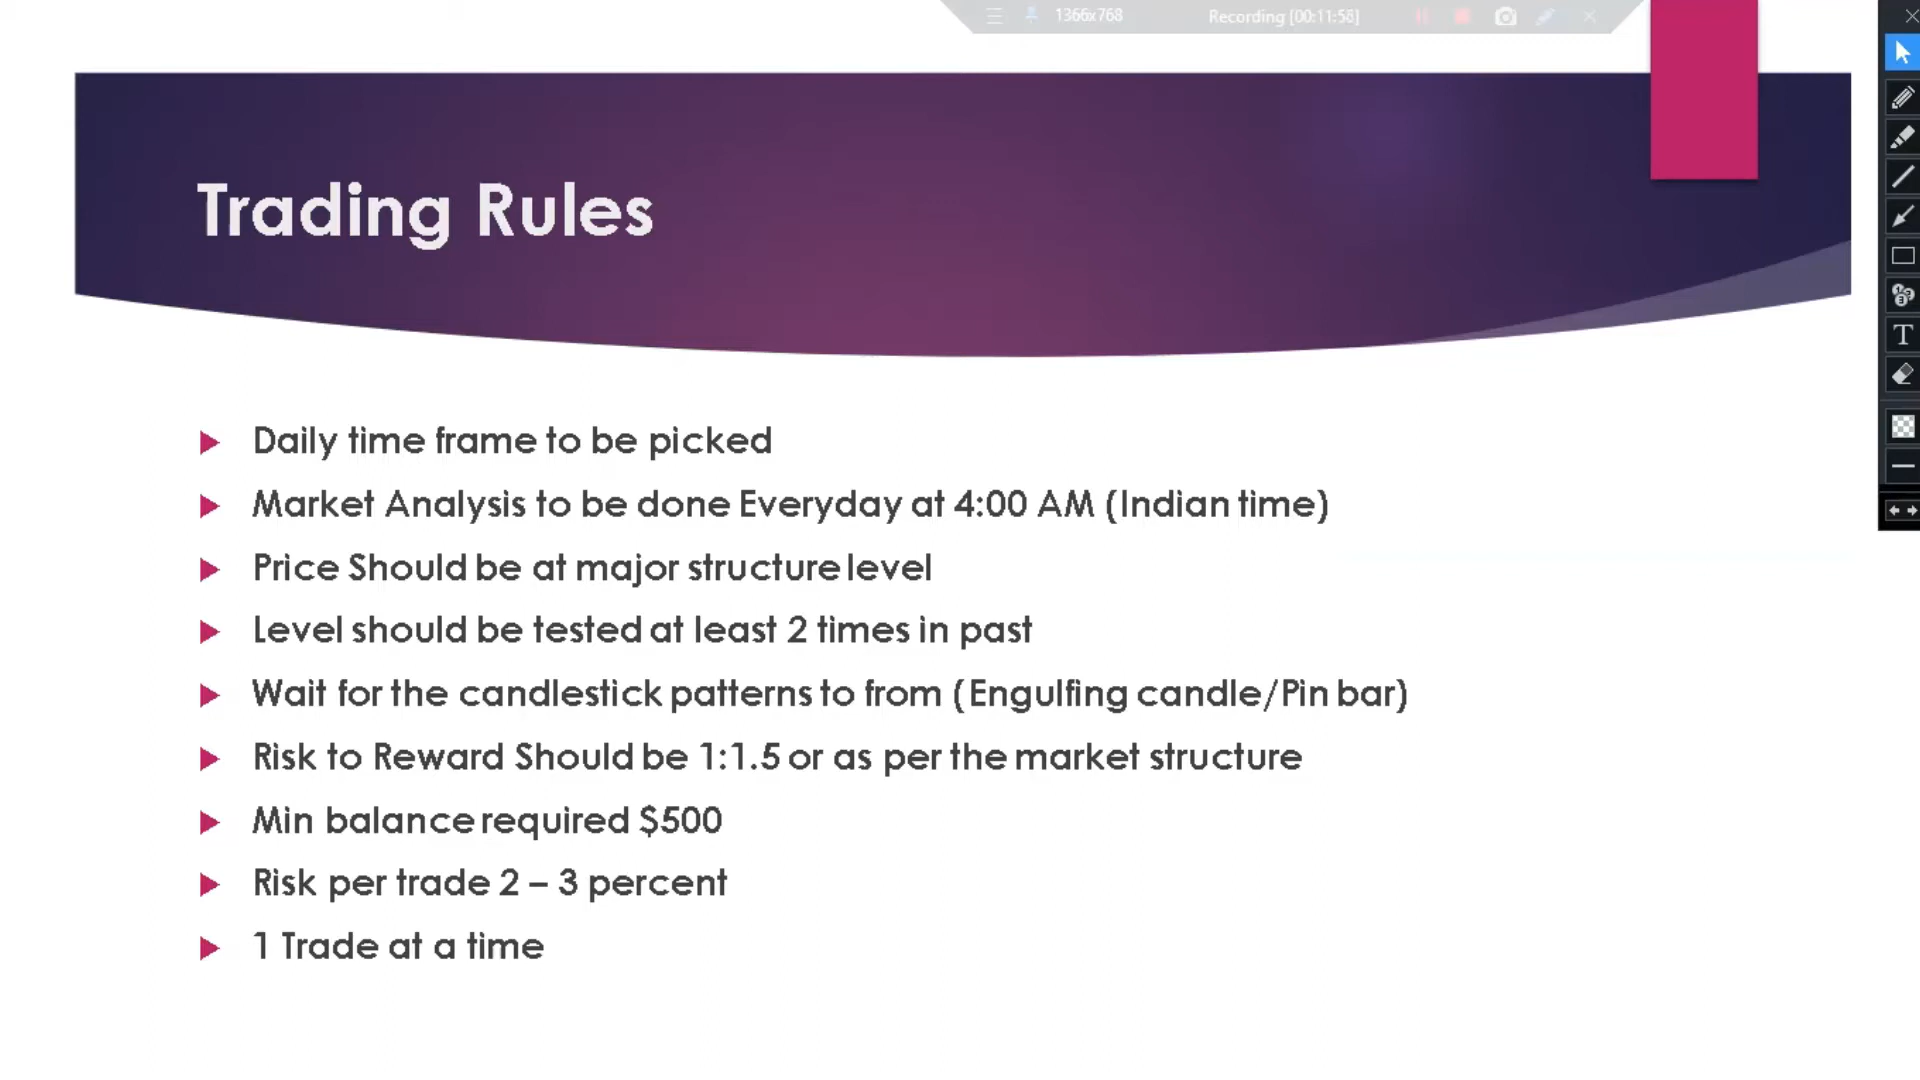 1366x768 Recording [00:11:58]
Trading Rules
Daily time frame to be picked
Market Analysis to be done Everyday at 4:00 AM (Indian time)
Price Should be at major structure level
Level should be tested at least 2 times in past
Wait for the candlestick patterns to from (Engulfing candle/Pin bar)
Risk to Reward Should be 1:1.5 or as per the market structure
Min balance required $500
Risk per trade 2 – 3 percent
1 Trade at a time